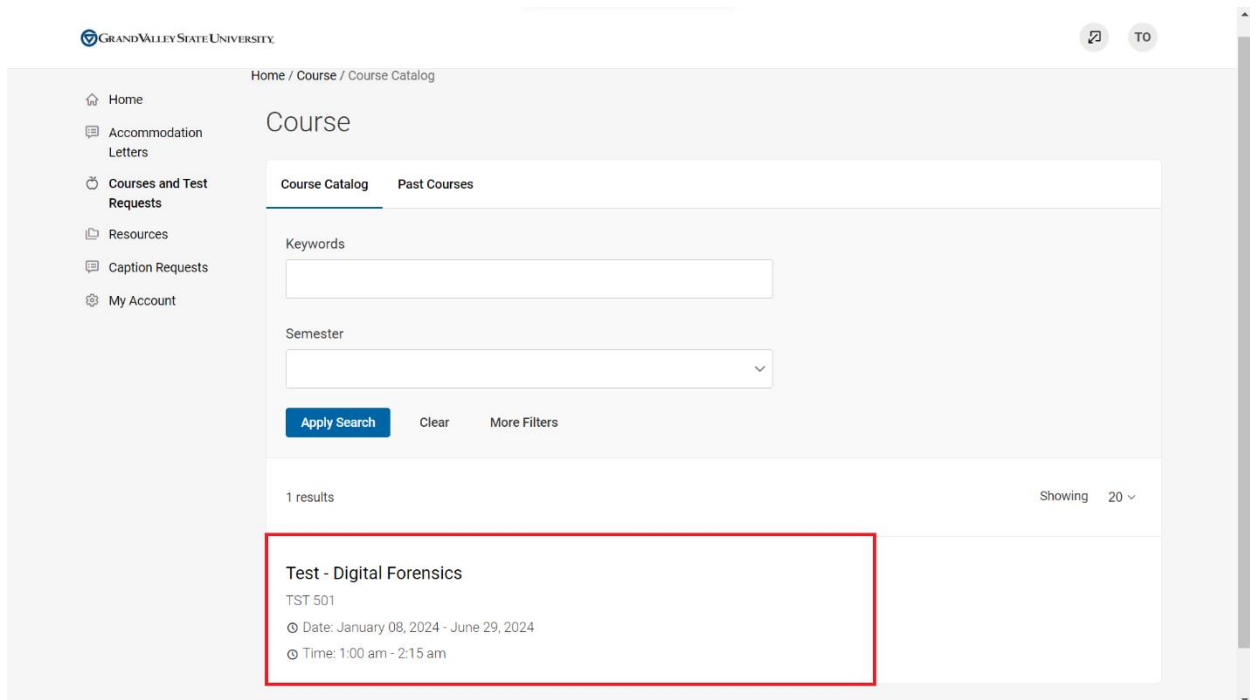 GRAND VALLEY STATE UNIVERSITY.
TO
Home / Course / Course Catalog
Home
Accommodation
Letters
Courses and Test
Requests
Resources
Caption Requests
My Account
Course
Course Catalog Past Courses
Keywords
Semester
Apply Search Clear More Filters
1 results Showing 20
Test - Digital Forensics
TST 501
Date: January 08, 2024 - June 29, 2024
Time: 1:00 am - 2:15 am